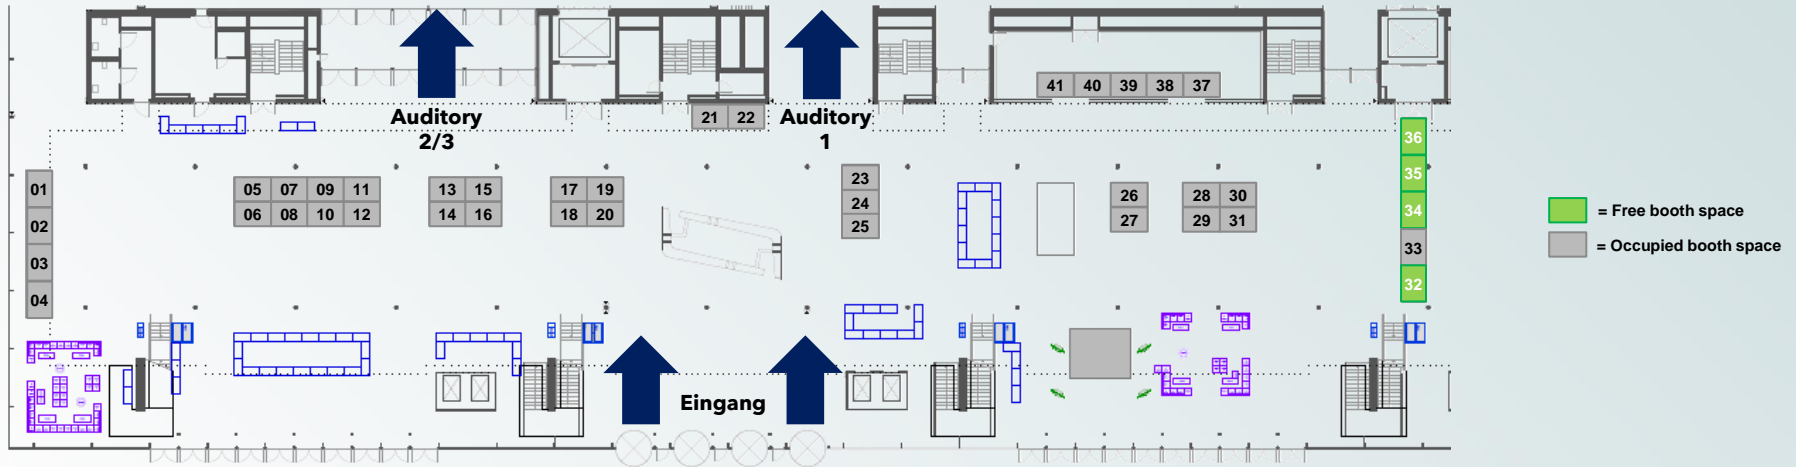 Auditory
2/3
Auditory
1
41 40 39 38 37
21 22
36
35
34
33
32
01
02
03
04
05 07 09 11
06 08 10 12
13 15
14 16
17 19
18 20
23
24
25
26
27
28 30
29 31
Eingang
= Free booth space
= Occupied booth space